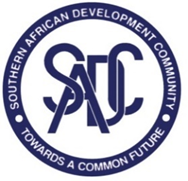 SOUTHERN AFRICAN DEVELOPMENT COMMUNITY
SADC
TOWARDS A COMMON FUTURE